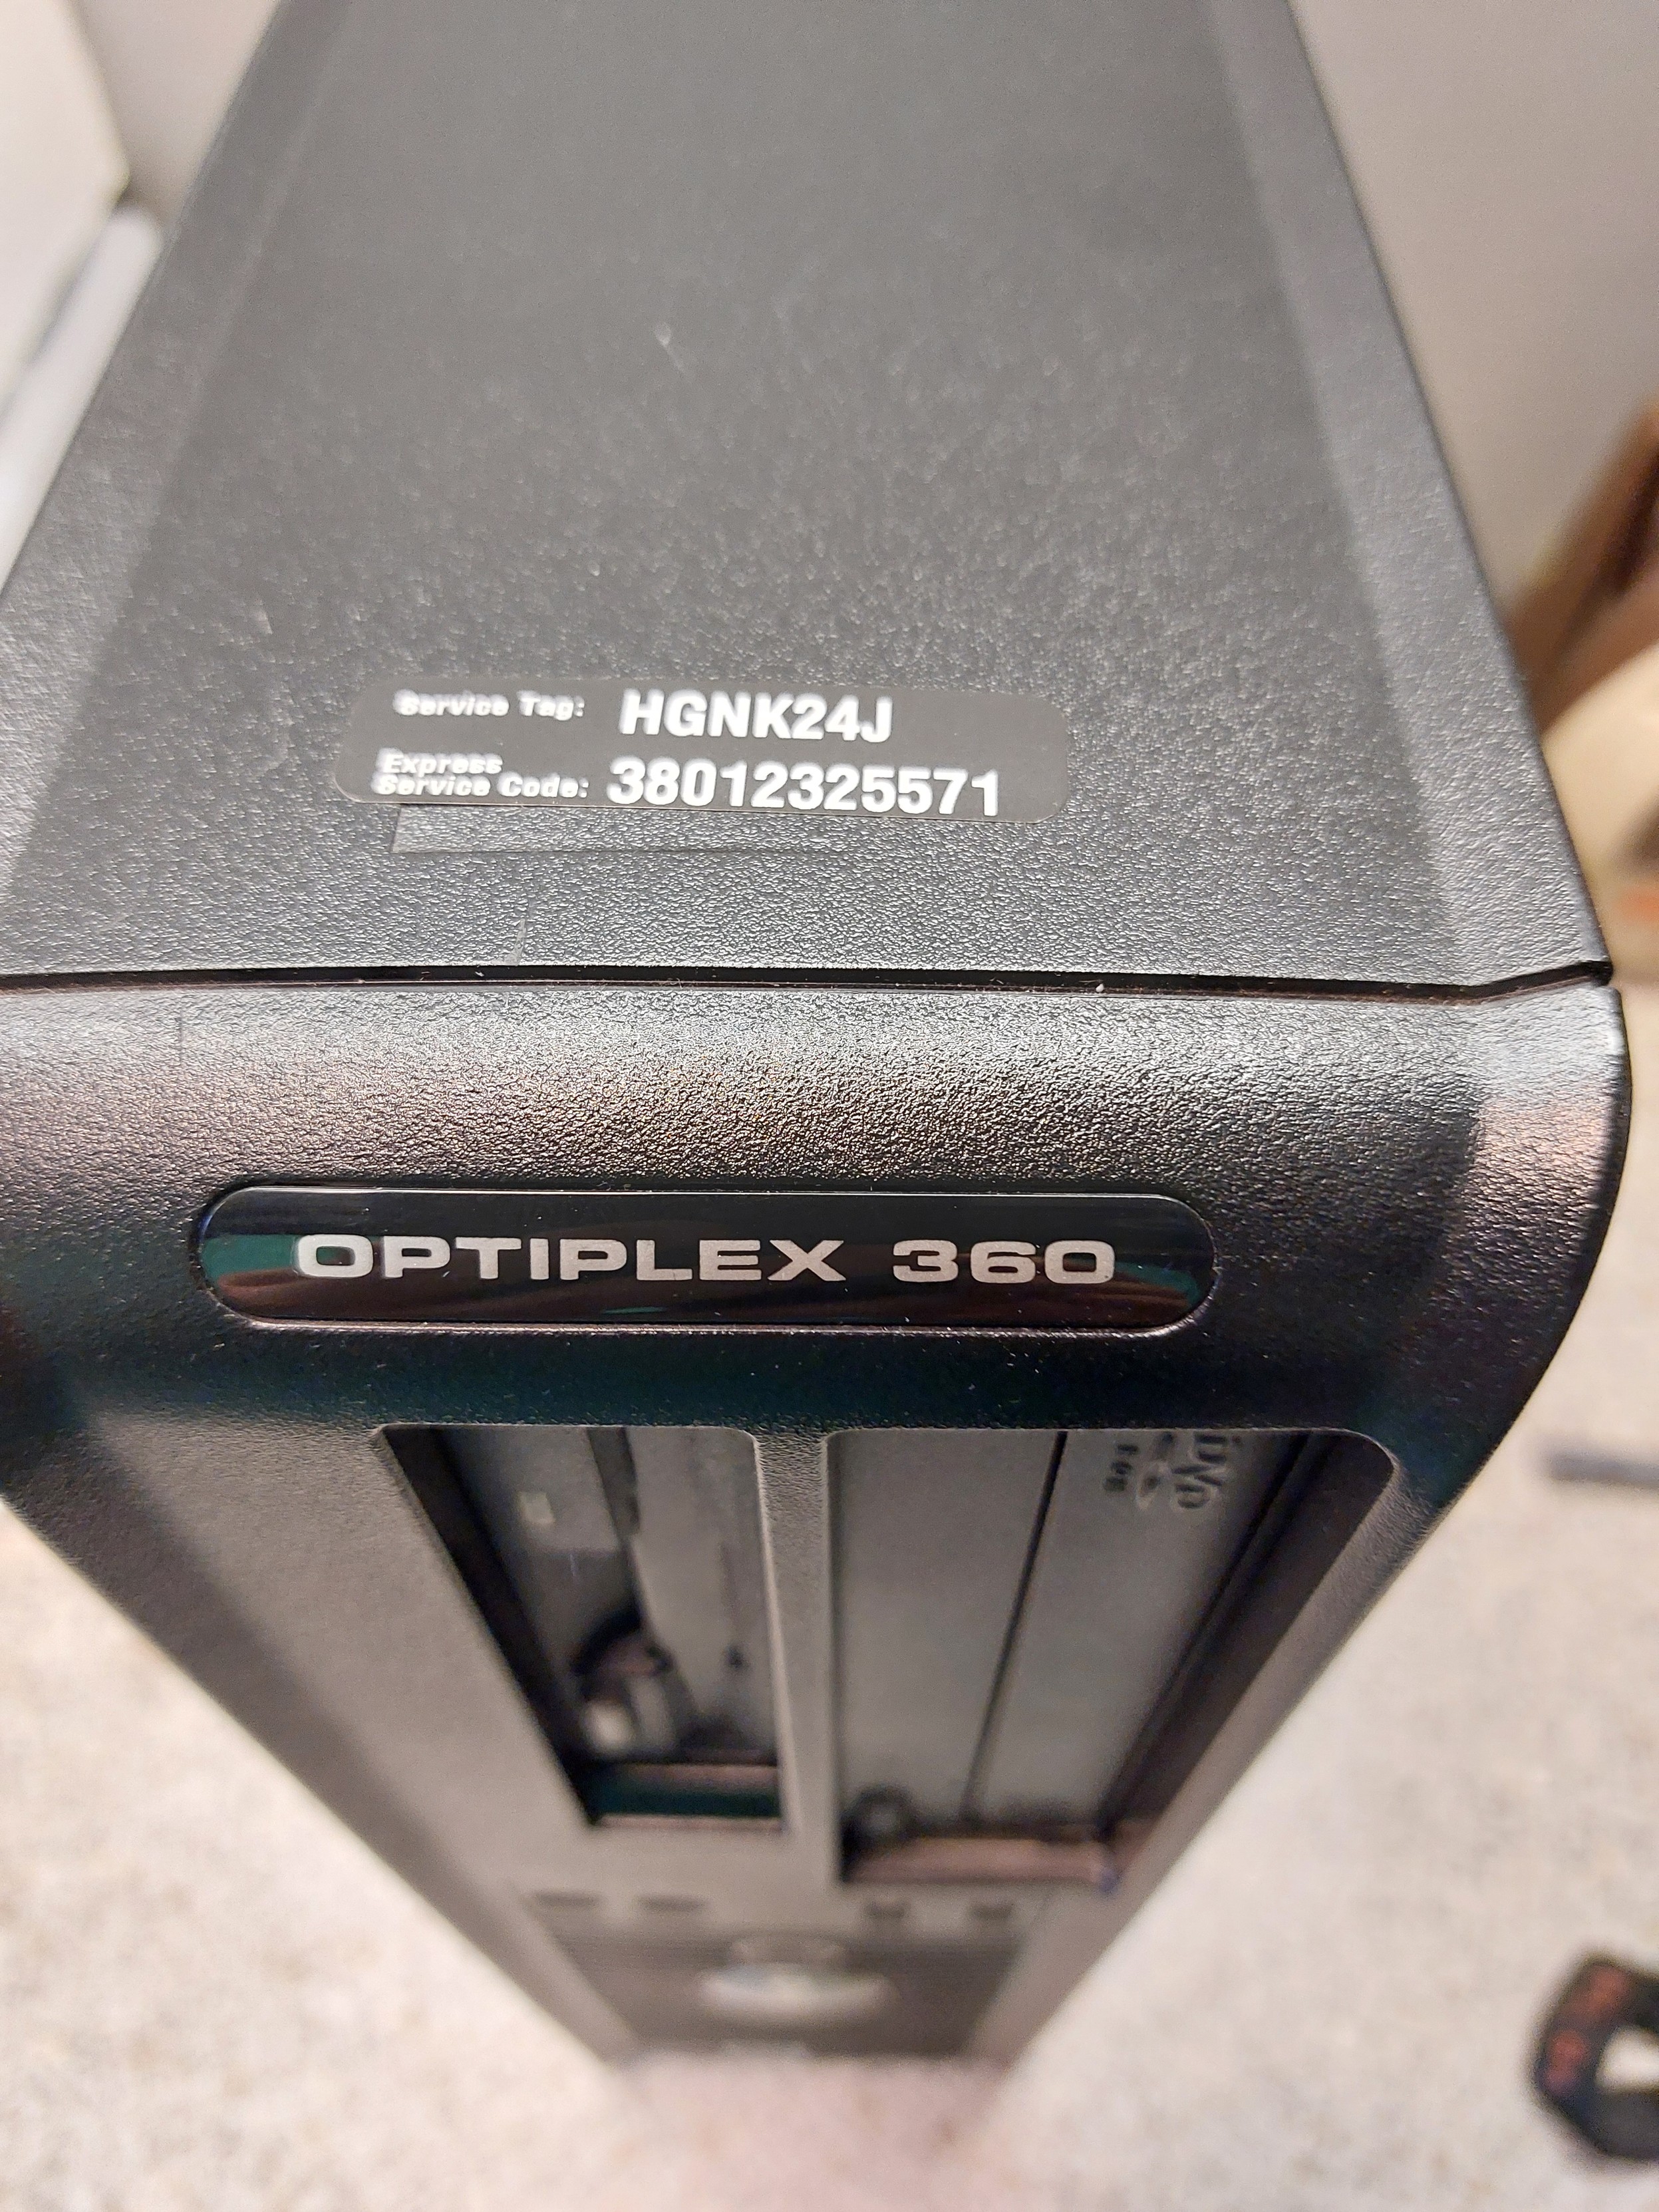 Service Tag: HGNK24J
Express
Service Code: 38012325571
OPTIPLEX 360